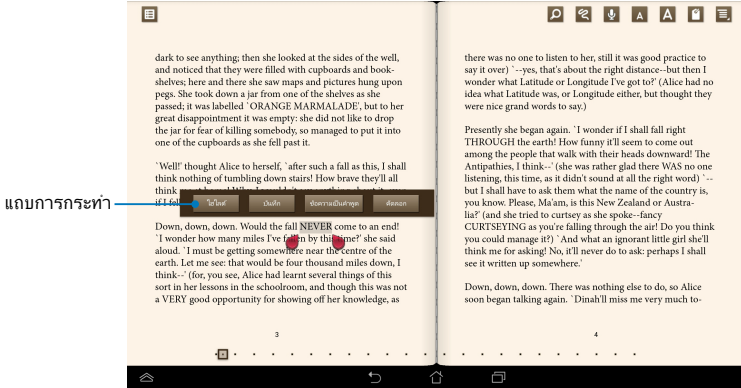 dark to see anything; then she looked at the sides of the well,
and noticed that they were filled with cupboards and book-
shelves; here and there she saw maps and pictures hung upon
pegs. She took down a jar from one of the shelves as she
passed; it was labelled `ORANGE MARMALADE', but to her
great disappointment it was empty: she did not like to drop
the jar for fear of killing somebody, so managed to put it into
one of the cupboards as she fell past it.
`Well!' thought Alice to herself, `after such a fall as this, I shall
think nothing of tumbling down stairs! How brave they'll all
think
if I fell
แถบการกระทำ
ไฮไลต์ บันทึก ข้อความเป็นคำพูด คัดลอก
Down, down, down. Would the fall NEVER come to an end!
`I wonder how many miles I've fallen by this time?' she said
aloud. `I must be getting somewhere near the centre of the
earth. Let me see: that would be four thousand miles down, I
think--' (for, you see, Alice had learnt several things of this
sort in her lessons in the schoolroom, and though this was not
a VERY good opportunity for showing off her knowledge, as
3
there was no one to listen to her, still it was good practice to
say it over) `--yes, that's about the right distance--but then I
wonder what Latitude or Longitude I've got to?' (Alice had no
idea what Latitude was, or Longitude either, but thought they
were nice grand words to say.)
Presently she began again. `I wonder if I shall fall right
THROUGH the earth! How funny it'll seem to come out
among the people that walk with their heads downward! The
Antipathies, I think--' (she was rather glad there WAS no one
listening, this time, as it didn't sound at all the right word) `--
but I shall have to ask them what the name of the country is,
you know. Please, Ma'am, is this New Zealand or Austra-
lia?' (and she tried to curtsey as she spoke--fancy
CURTSEYING as you're falling through the air! Do you think
you could manage it?) `And what an ignorant little girl she'll
think me for asking! No, it'll never do to ask: perhaps I shall
see it written up somewhere.'
Down, down, down. There was nothing else to do, so Alice
soon began talking again. `Dinah'll miss me very much to-
4
A A